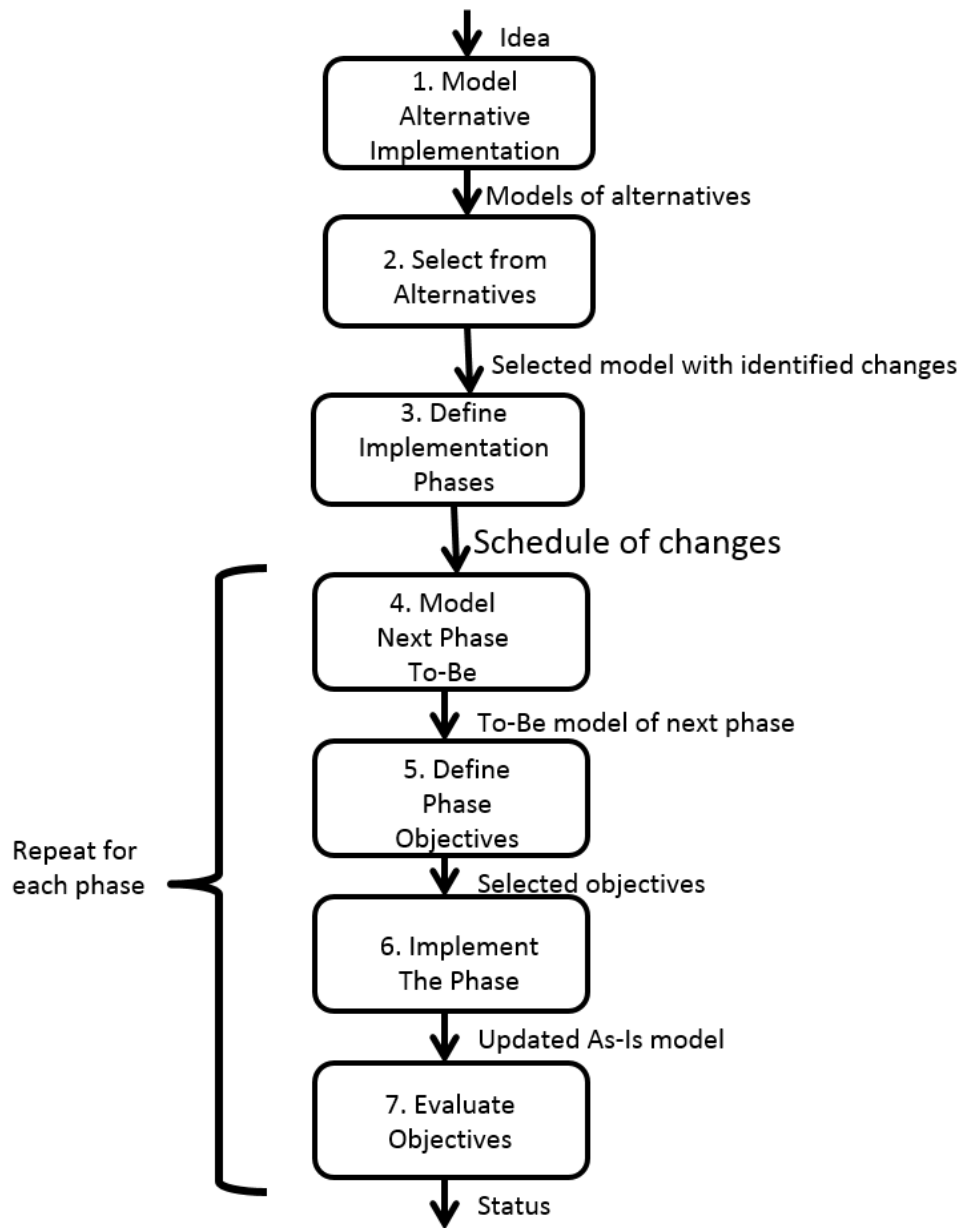 Idea
1. Model
Alternative
Implementation
Models of alternatives
2. Select from
Alternatives
Selected model with identified changes
3. Define
Implementation
Phases
Schedule of changes
4. Model
Next Phase
To-Be
To-Be model of next phase
5. Define
Phase
Objectives
Repeat for
each phase
Selected objectives
6. Implement
The Phase
Updated As-Is model
7. Evaluate
Objectives
Status